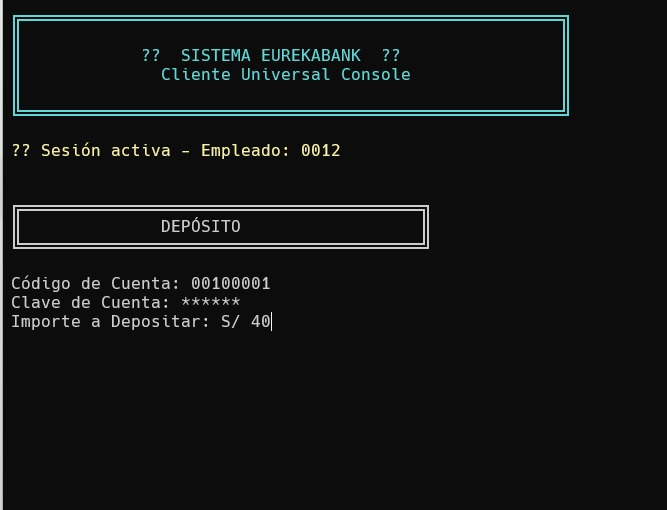 ?? SISTEMA EUREKABANK ??
Cliente Universal Console
?? Sesión activa - Empleado: 0012
DEPÓSITO
Código de Cuenta: 00100001
Clave de Cuenta: ******
Importe a Depositar: S/ 40